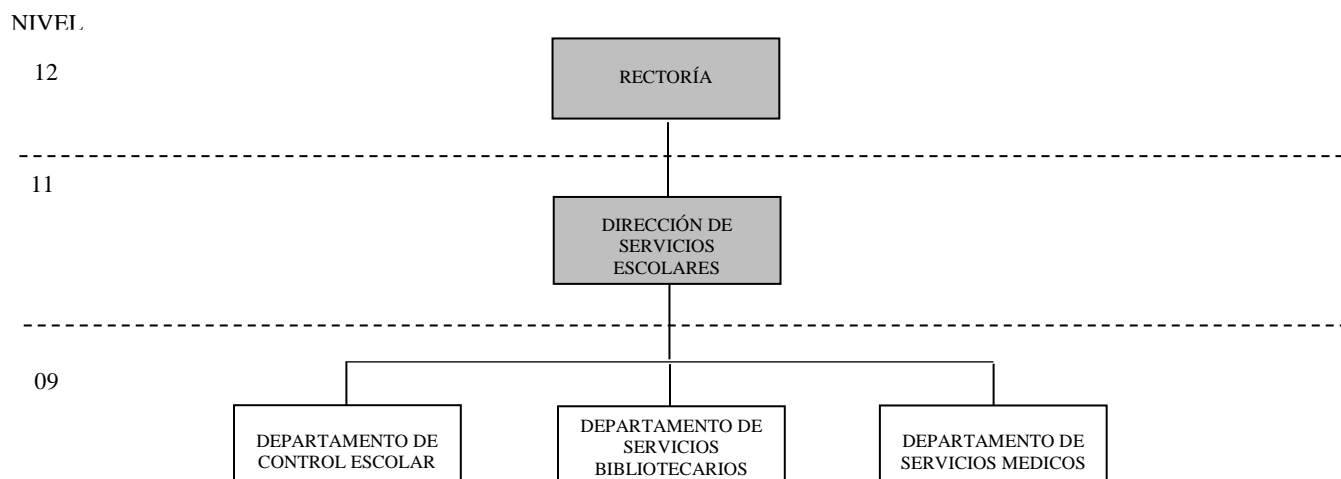 NIVEL
12
RECTORÍA
11
DIRECCIÓN DE
SERVICIOS
ESCOLARES
09
DEPARTAMENTO DE
CONTROL ESCOLAR
DEPARTAMENTO DE
SERVICIOS
BIBLIOTECARIOS
DEPARTAMENTO DE
SERVICIOS MEDICOS